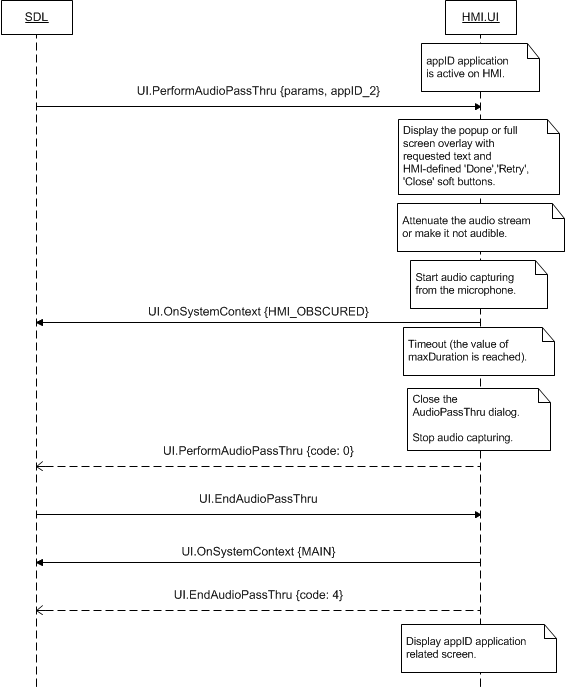 SDL
HMI.UI
appID application
is active on HMI.
UI.PerformAudioPassThru {params, appID_2}
Display the popup or full
screen overlay with
requested text and
HMI-defined 'Done','Retry',
'Close' soft buttons.
Attenuate the audio stream
or make it not audible.
Start audio capturing
from the microphone.
UI.OnSystemContext {HMI_OBSCURED}
Timeout (the value of
maxDuration is reached).
Close the
AudioPassThru dialog.
Stop audio capturing.
UI.PerformAudioPassThru {code: 0}
UI.EndAudioPassThru
UI.OnSystemContext {MAIN}
UI.EndAudioPassThru {code: 4}
Display appID application
related screen.